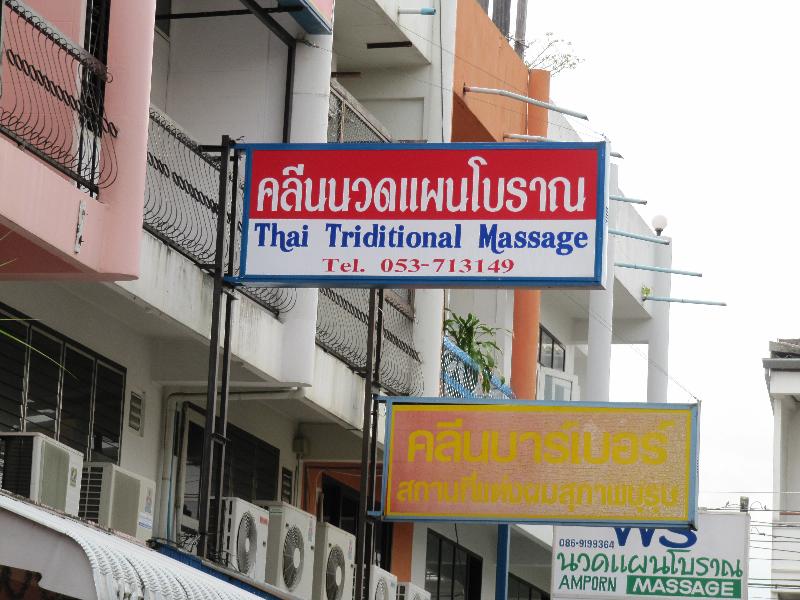 คลีนนวดแผนโบราณ
Thai Triditional Massage
Tel. 053-713149
คลีนบาร์เบอร์
สถานที่แต่งผมสุภาพบุรุษ
086-9199364
นวดแผนโบราณ
AMPORN MASSAGE